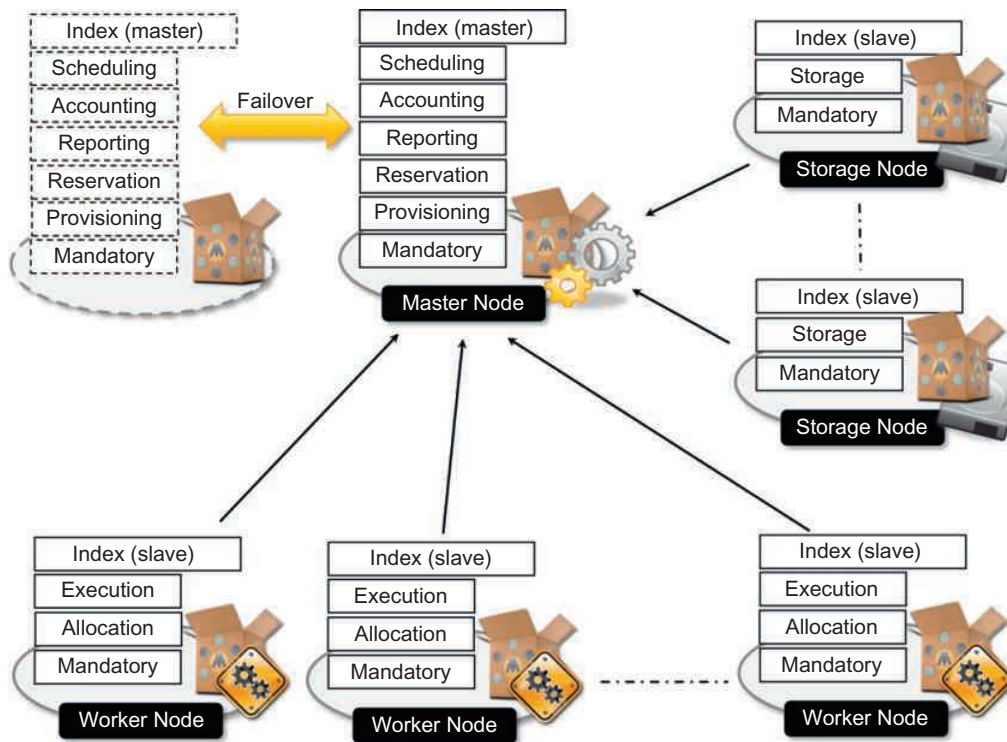 Index (master)
Scheduling
Accounting
Reporting
Reservation
Provisioning
Mandatory
Failover
Index (master)
Scheduling
Accounting
Reporting
Reservation
Provisioning
Mandatory
Master Node
Index (slave)
Storage
Mandatory
Storage Node
Index (slave)
Storage
Mandatory
Storage Node
Index (slave)
Execution
Allocation
Mandatory
Worker Node
Index (slave)
Execution
Allocation
Mandatory
Worker Node
Index (slave)
Execution
Allocation
Mandatory
Worker Node